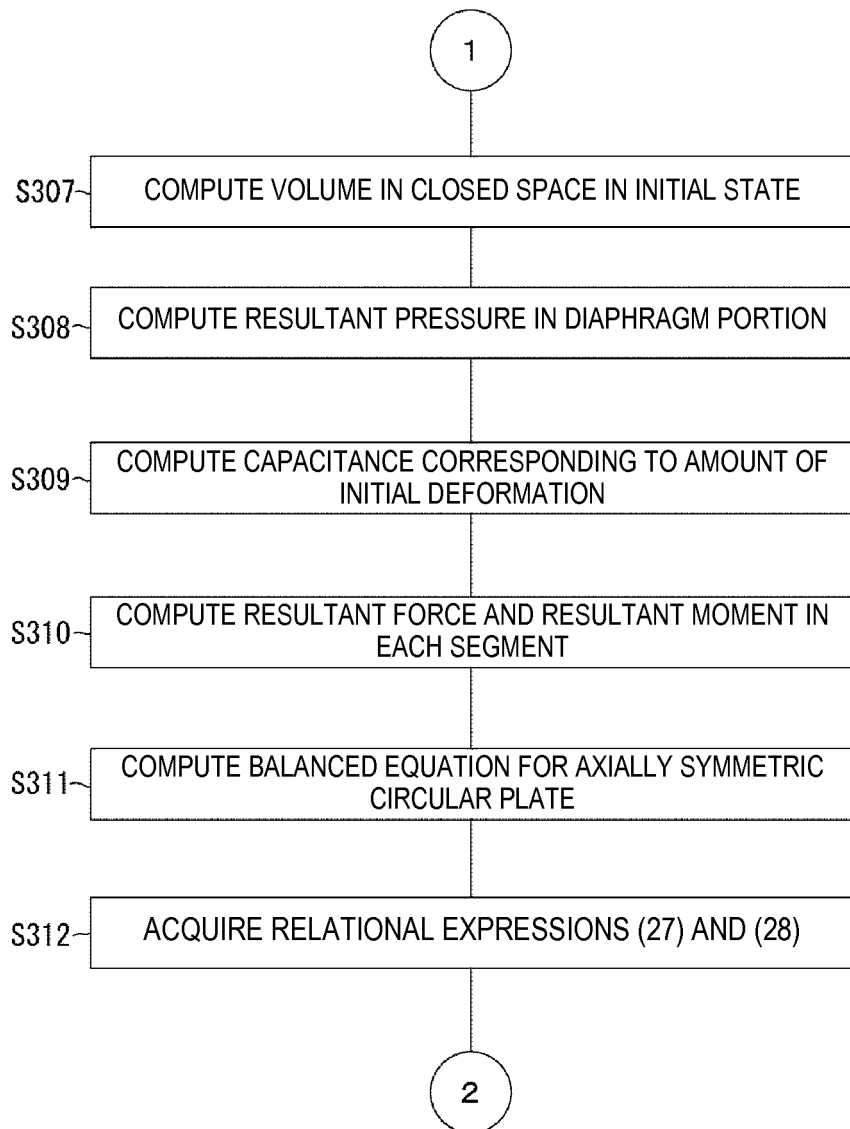 1
S307 COMPUTE VOLUME IN CLOSED SPACE IN INITIAL STATE
S308 COMPUTE RESULTANT PRESSURE IN DIAPHRAGM PORTION
S309 COMPUTE CAPACITANCE CORRESPONDING TO AMOUNT OF
INITIAL DEFORMATION
S310 COMPUTE RESULTANT FORCE AND RESULTANT MOMENT IN
EACH SEGMENT
S311 COMPUTE BALANCED EQUATION FOR AXIALLY SYMMETRIC
CIRCULAR PLATE
S312 ACQUIRE RELATIONAL EXPRESSIONS (27) AND (28)
2